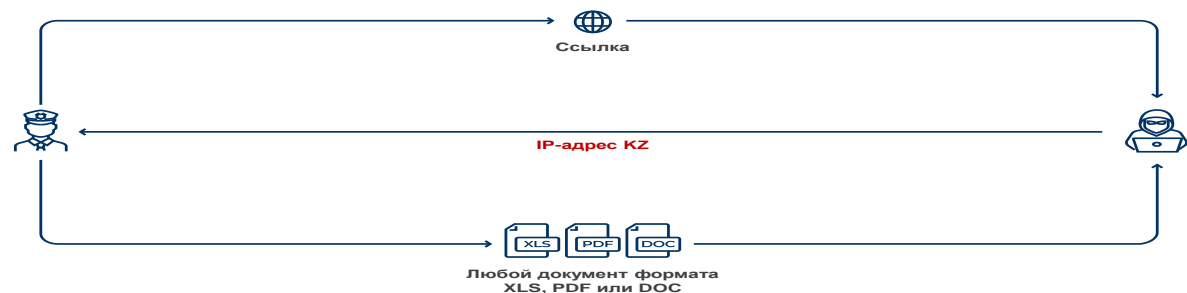 Ссылка
IP-адрес KZ
XLS
PDF
DOC
Любой документ формата
XLS, PDF или DOC